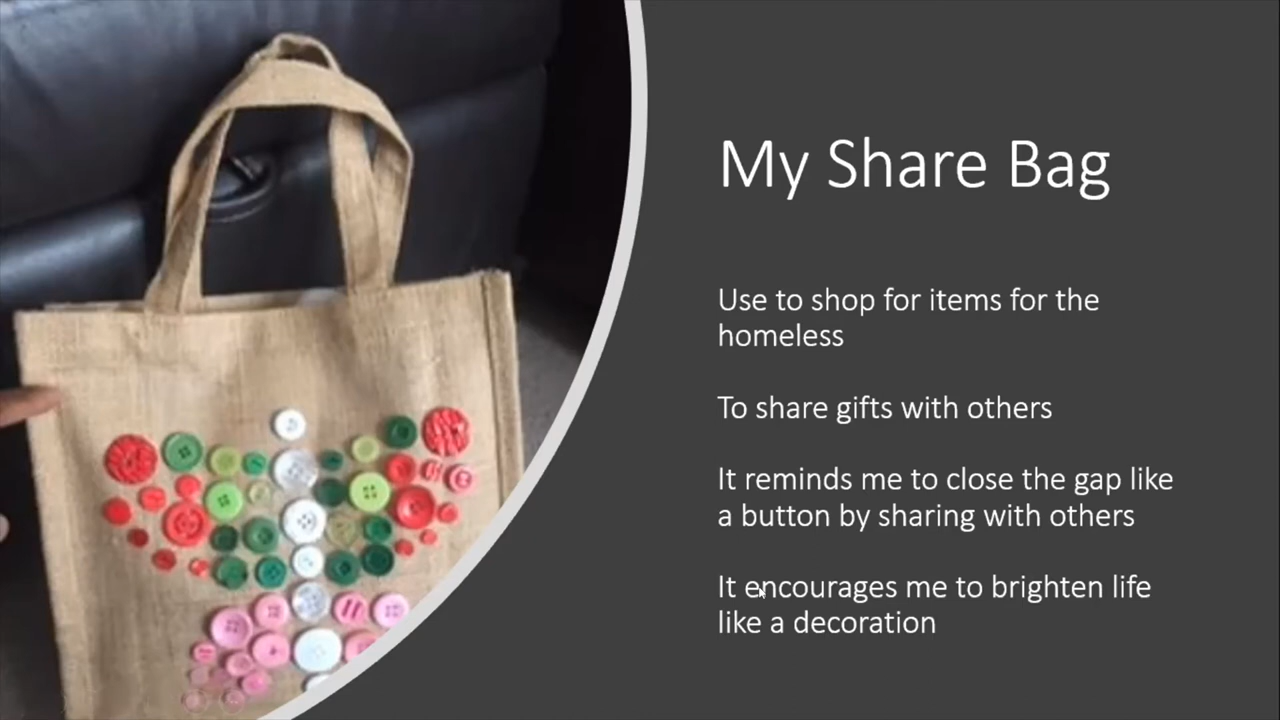 My Share Bag
Use to shop for items for the
homeless
To share gifts with others
It reminds me to close the gap like
a button by sharing with others
It encourages me to brighten life
like a decoration